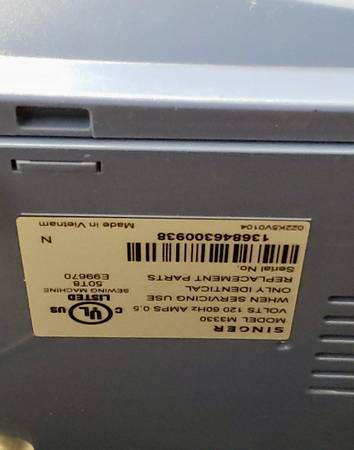 SINGER
MODEL M3330
VOLTS 120 60Hz AMPS 0.5
WHEN SERVICING USE
ONLY IDENTICAL
REPLACEMENT PARTS
C UL US
LISTED
SEWING MACHINE
50T8
E99670
Serial No.
136846300938
N
022K5V0104
Made in Vietnam